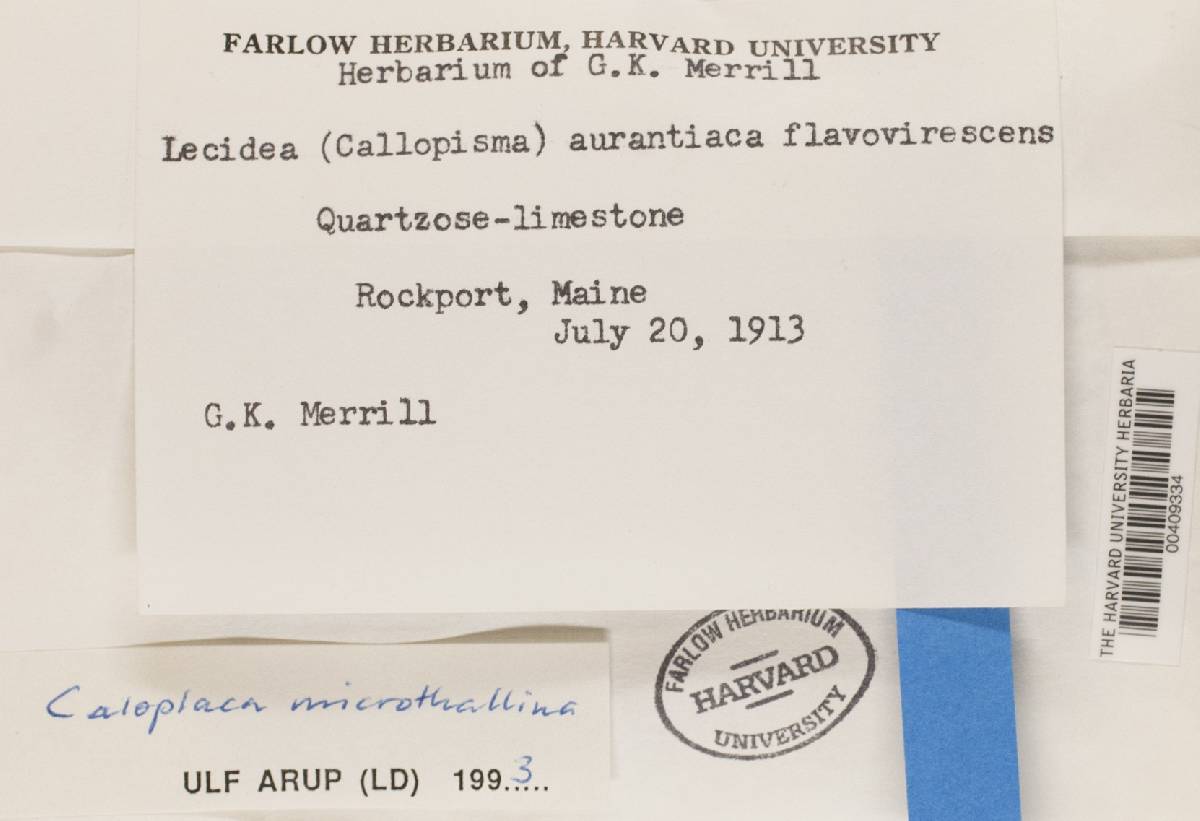 FARLOW HERBARIUM, HARVARD UNIVERSITY
Herbarium of G.K. Merrill
Lecidea (Callopisma) aurantiaca flavovirescens
Quartzose-limestone
Rockport, Maine
July 20, 1913
G.K. Merrill
THE HARVARD UNIVERSITY HERBARIA
00409334
FARLOW HERBARIUM
HARVARD
UNIVERSITY
Caloplaca microthallina
ULF ARUP (LD) 199..3...